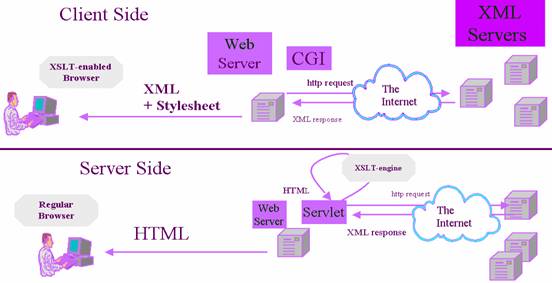 Client Side
XML
Servers
Web
Server
CGI
XSLT-enabled
Browser
XML
+ Stylesheet
http request
The
Internet
XML response
Server Side
XSLT-engine
Regular
Browser
HTML
http request
Web
Server
Servlet
The
Internet
XML response
HTML